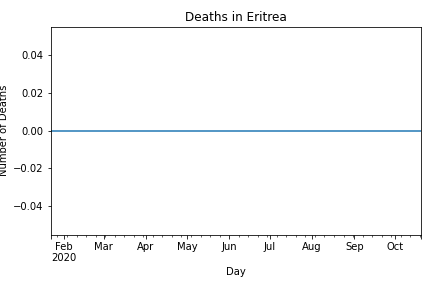 Deaths in Eritrea
0.04
0.02
0.00
−0.02
−0.04
Number of Deaths
Feb Mar Apr May Jun Jul Aug Sep Oct
2020
Day